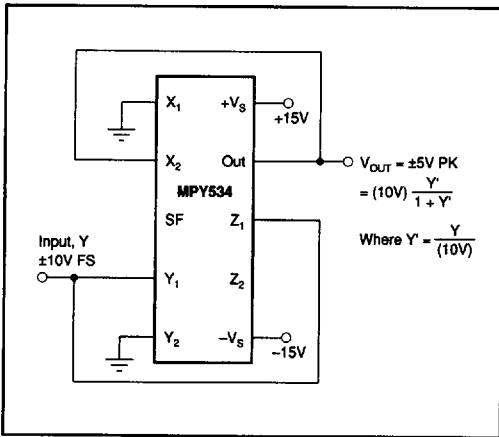 X1
+VS
+15V
X2
Out
VOUT = ±5V PK
MPY534
= (10V) Y' / 1 + Y'
SF
Z1
Input, Y
±10V FS
Where Y' = Y / (10V)
Y1
Z2
Y2
–VS
–15V